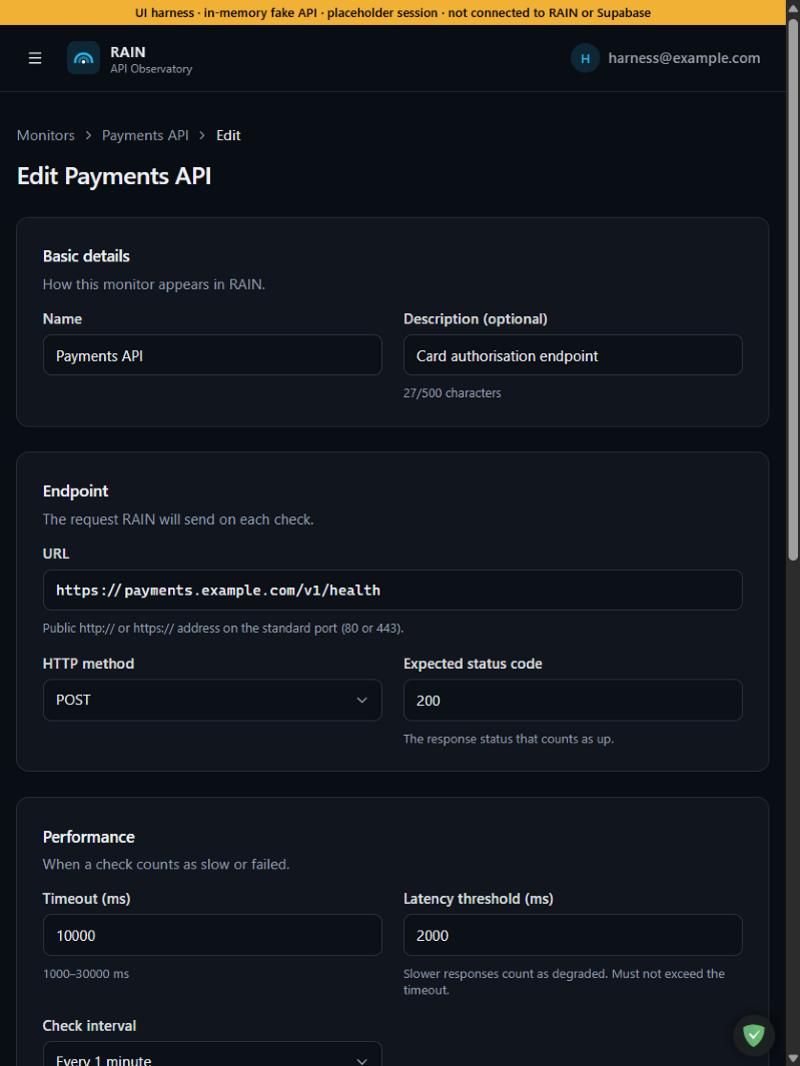 UI harness · in-memory fake API · placeholder session · not connected to RAIN or Supabase
RAIN
API Observatory
H
harness@example.com
Monitors > Payments API > Edit
Edit Payments API
Basic details
How this monitor appears in RAIN.
Name
Description (optional)
Payments API
Card authorisation endpoint
27/500 characters
Endpoint
The request RAIN will send on each check.
URL
https://payments.example.com/v1/health
Public http:// or https:// address on the standard port (80 or 443).
HTTP method
Expected status code
POST
200
The response status that counts as up.
Performance
When a check counts as slow or failed.
Timeout (ms)
Latency threshold (ms)
10000
2000
1000–30000 ms
Slower responses count as degraded. Must not exceed the
timeout.
Check interval
Every 1 minute